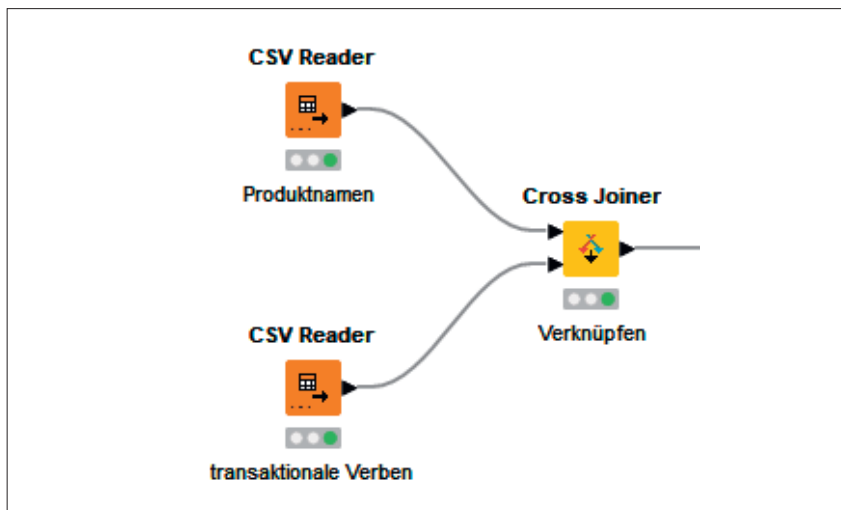 CSV Reader
Produktnamen
Cross Joiner
Verknüpfen
CSV Reader
transaktionale Verben